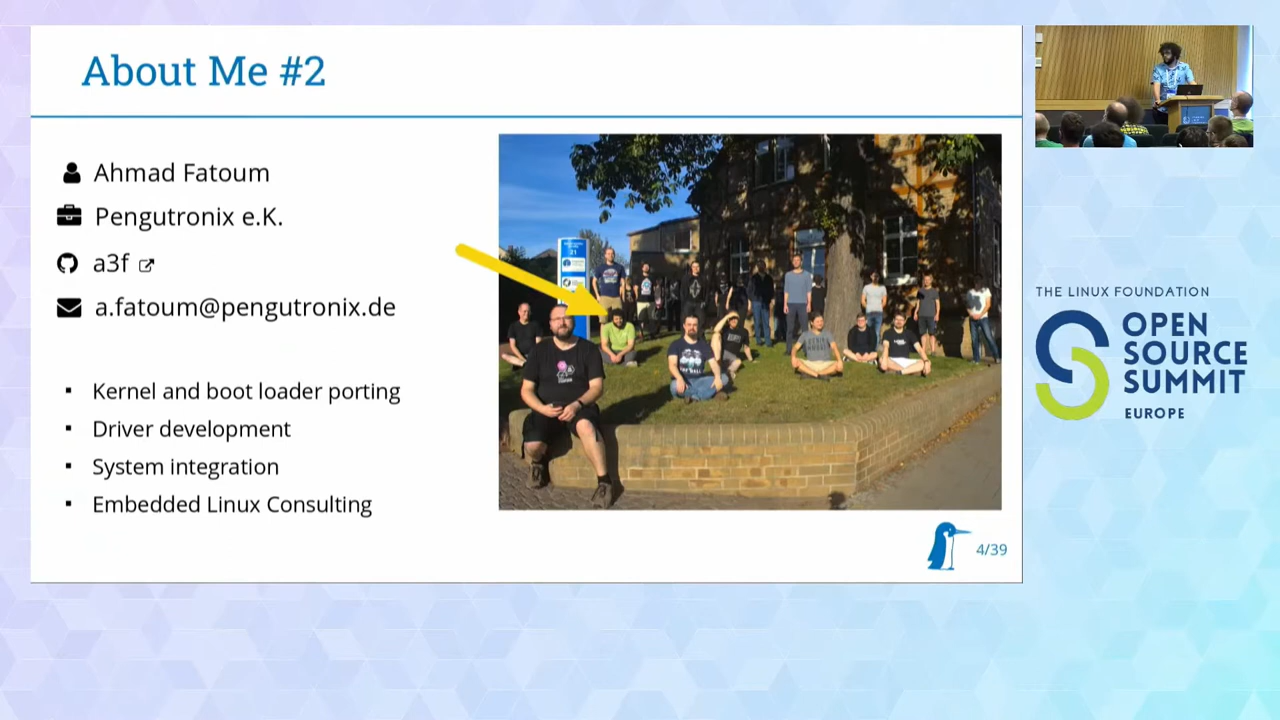 About Me #2
Ahmad Fatoum
Pengutronix e.K.
a3f
a.fatoum@pengutronix.de
Kernel and boot loader porting
Driver development
System integration
Embedded Linux Consulting
21
4/39
THE LINUX FOUNDATION
OPEN
SOURCE
SUMMIT
EUROPE